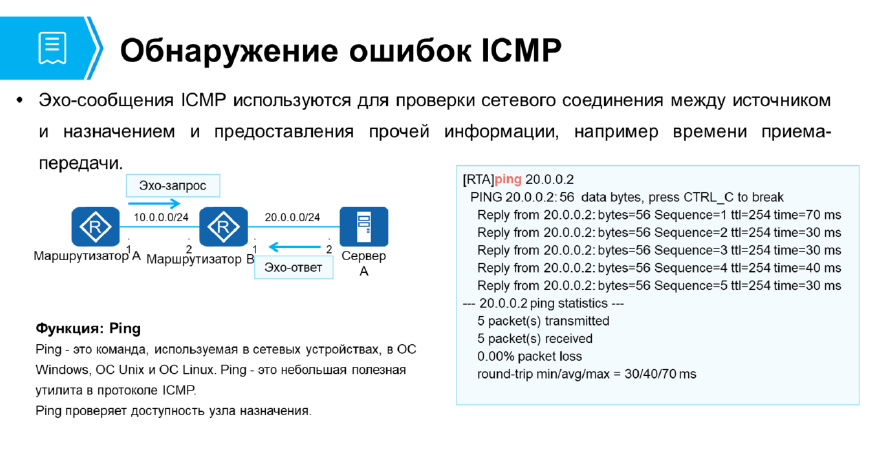 Обнаружение ошибок ICMP
• Эхо-сообщения ICMP используются для проверки сетевого соединения между источником
и назначением и предоставления прочей информации, например времени приема-
передачи.
Эхо-запрос
10.0.0.0/24
20.0.0.0/24
R
R
.1
.2
.1
.2
Маршрутизатор A
Маршрутизатор B
Сервер
A
Эхо-ответ
Функция: Ping
Ping - это команда, используемая в сетевых устройствах, в ОС
Windows, ОС Unix и ОС Linux. Ping - это небольшая полезная
утилита в протоколе ICMP.
Ping проверяет доступность узла назначения.
[RTA]ping 20.0.0.2
PING 20.0.0.2: 56 data bytes, press CTRL_C to break
Reply from 20.0.0.2: bytes=56 Sequence=1 ttl=254 time=70 ms
Reply from 20.0.0.2: bytes=56 Sequence=2 ttl=254 time=30 ms
Reply from 20.0.0.2: bytes=56 Sequence=3 ttl=254 time=30 ms
Reply from 20.0.0.2: bytes=56 Sequence=4 ttl=254 time=40 ms
Reply from 20.0.0.2: bytes=56 Sequence=5 ttl=254 time=30 ms
--- 20.0.0.2 ping statistics ---
5 packet(s) transmitted
5 packet(s) received
0.00% packet loss
round-trip min/avg/max = 30/40/70 ms